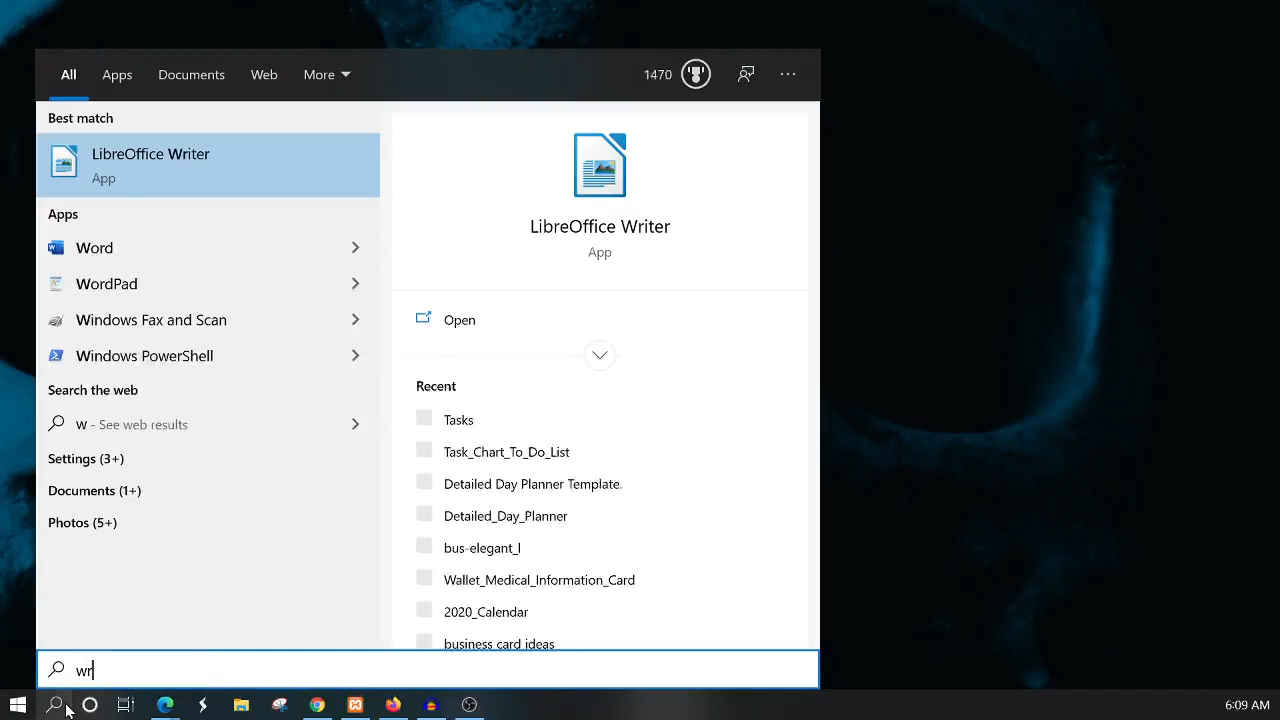 All Apps Documents Web More 1470
Best match
LibreOffice Writer
App
Apps
Word
WordPad
Windows Fax and Scan
Windows PowerShell
Search the web
w - See web results
Settings (3+)
Documents (1+)
Photos (5+)
LibreOffice Writer
App
Open
Recent
Tasks
Task_Chart_To_Do_List
Detailed Day Planner Template.
Detailed_Day_Planner
bus-elegant_l
Wallet_Medical_Information_Card
2020_Calendar
business card ideas
wr
6:09 AM